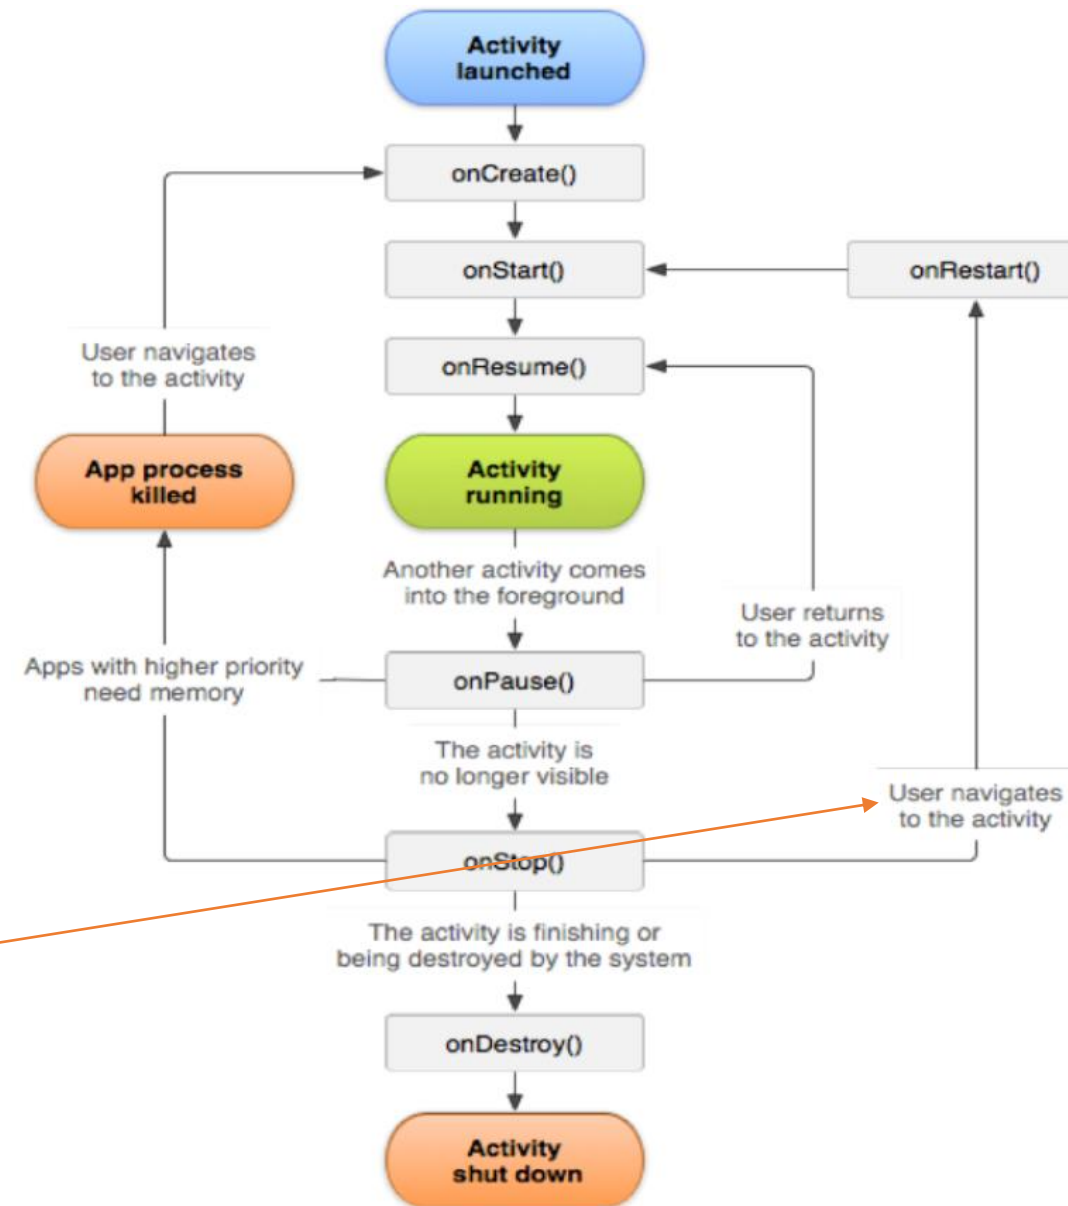 Activity
launched
onCreate()
onStart()
onRestart()
User navigates
to the activity
onResume()
App process
killed
Activity
running
Another activity comes
into the foreground
User returns
to the activity
Apps with higher priority
need memory
onPause()
The activity is
no longer visible
User navigates
to the activity
onStop()
The activity is finishing or
being destroyed by the system
onDestroy()
Activity
shut down